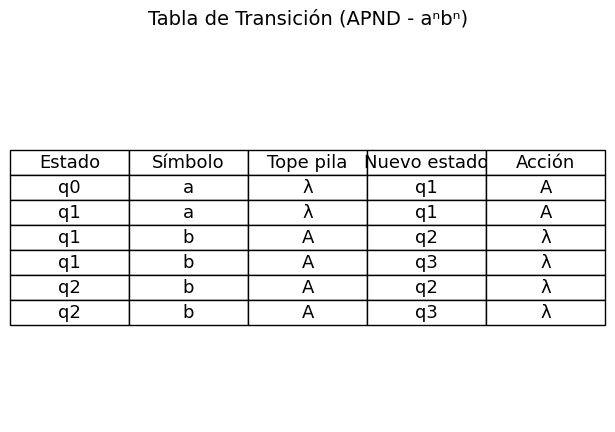 Tabla de Transición (APND - aⁿbⁿ)
Estado Símbolo Tope pila Nuevo estado Acción
q0 a λ q1 A
q1 a λ q1 A
q1 b A q2 λ
q1 b A q3 λ
q2 b A q2 λ
q2 b A q3 λ